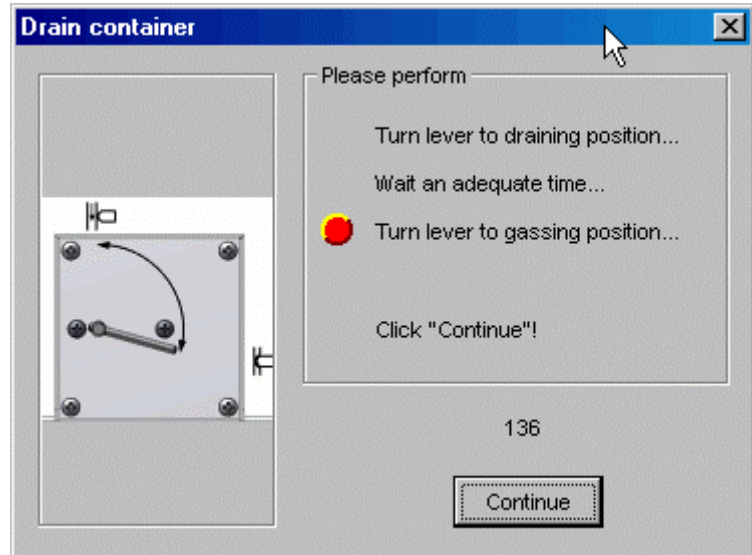 Drain container
Please perform
Turn lever to draining position...
Wait an adequate time...
Turn lever to gassing position...
Click "Continue"!
136
Continue